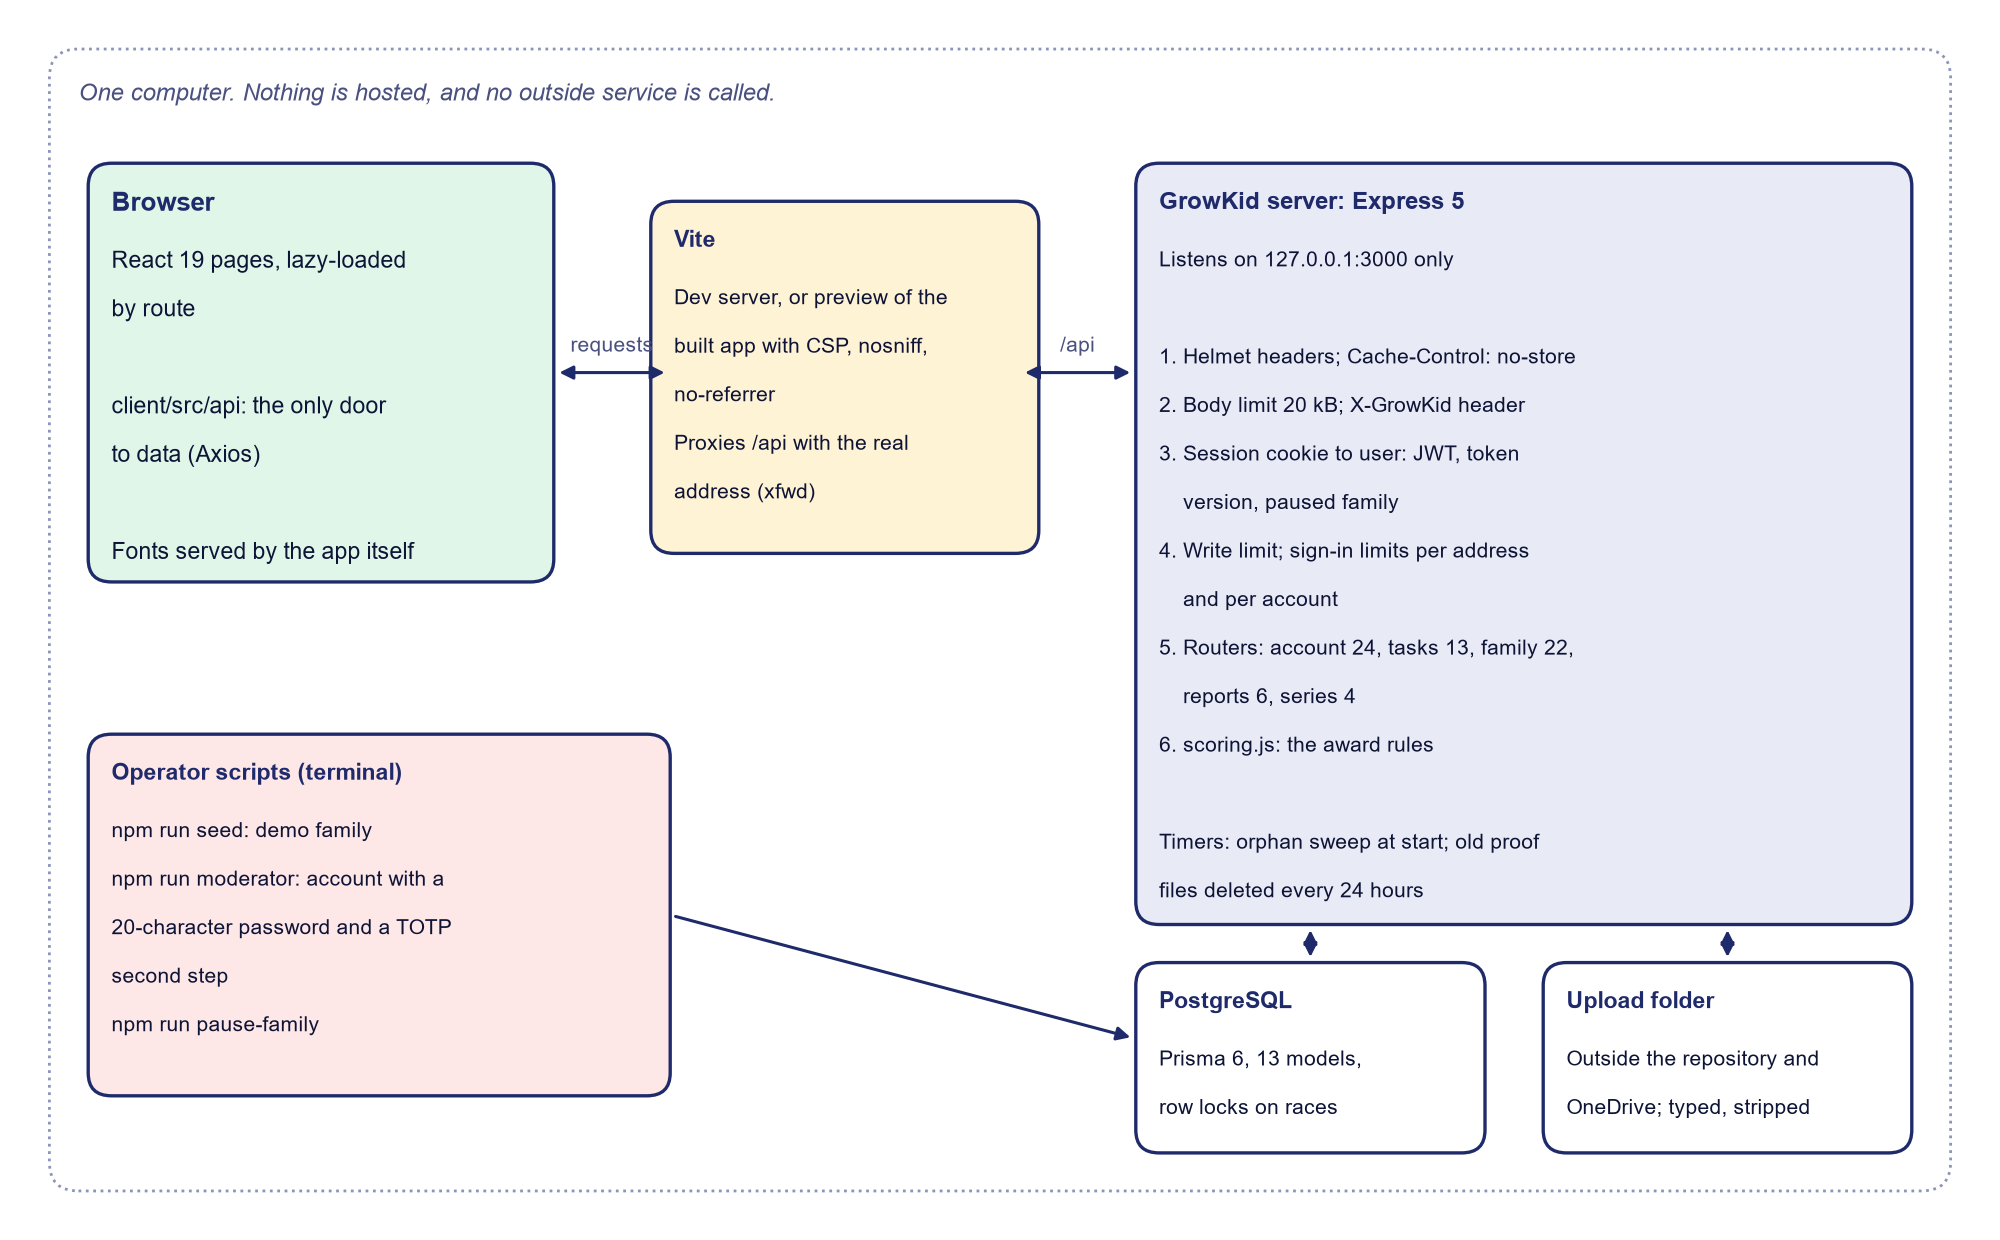 One computer. Nothing is hosted, and no outside service is called.
Browser
React 19 pages, lazy-loaded
by route
client/src/api: the only door
to data (Axios)
Fonts served by the app itself
requests
Vite
Dev server, or preview of the
built app with CSP, nosniff,
no-referrer
Proxies /api with the real
address (xfwd)
/api
GrowKid server: Express 5
Listens on 127.0.0.1:3000 only
1. Helmet headers; Cache-Control: no-store
2. Body limit 20 kB; X-GrowKid header
3. Session cookie to user: JWT, token
version, paused family
4. Write limit; sign-in limits per address
and per account
5. Routers: account 24, tasks 13, family 22,
reports 6, series 4
6. scoring.js: the award rules
Timers: orphan sweep at start; old proof
files deleted every 24 hours
Operator scripts (terminal)
npm run seed: demo family
npm run moderator: account with a
20-character password and a TOTP
second step
npm run pause-family
PostgreSQL
Prisma 6, 13 models,
row locks on races
Upload folder
Outside the repository and
OneDrive; typed, stripped